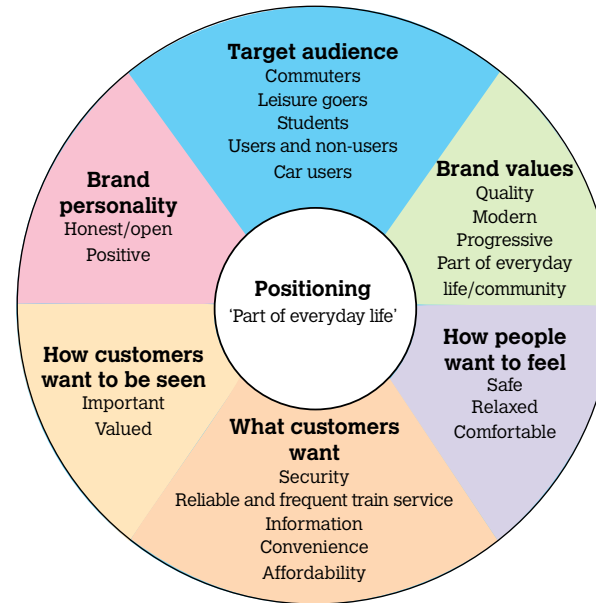 Target audience
Commuters
Leisure goers
Students
Users and non-users
Car users
Brand values
Quality
Modern
Progressive
Part of everyday
life/community
How people
want to feel
Safe
Relaxed
Comfortable
What customers
want
Security
Reliable and frequent train service
Information
Convenience
Affordability
How customers
want to be seen
Important
Valued
Brand
personality
Honest/open
Positive
Positioning
‘Part of everyday life’